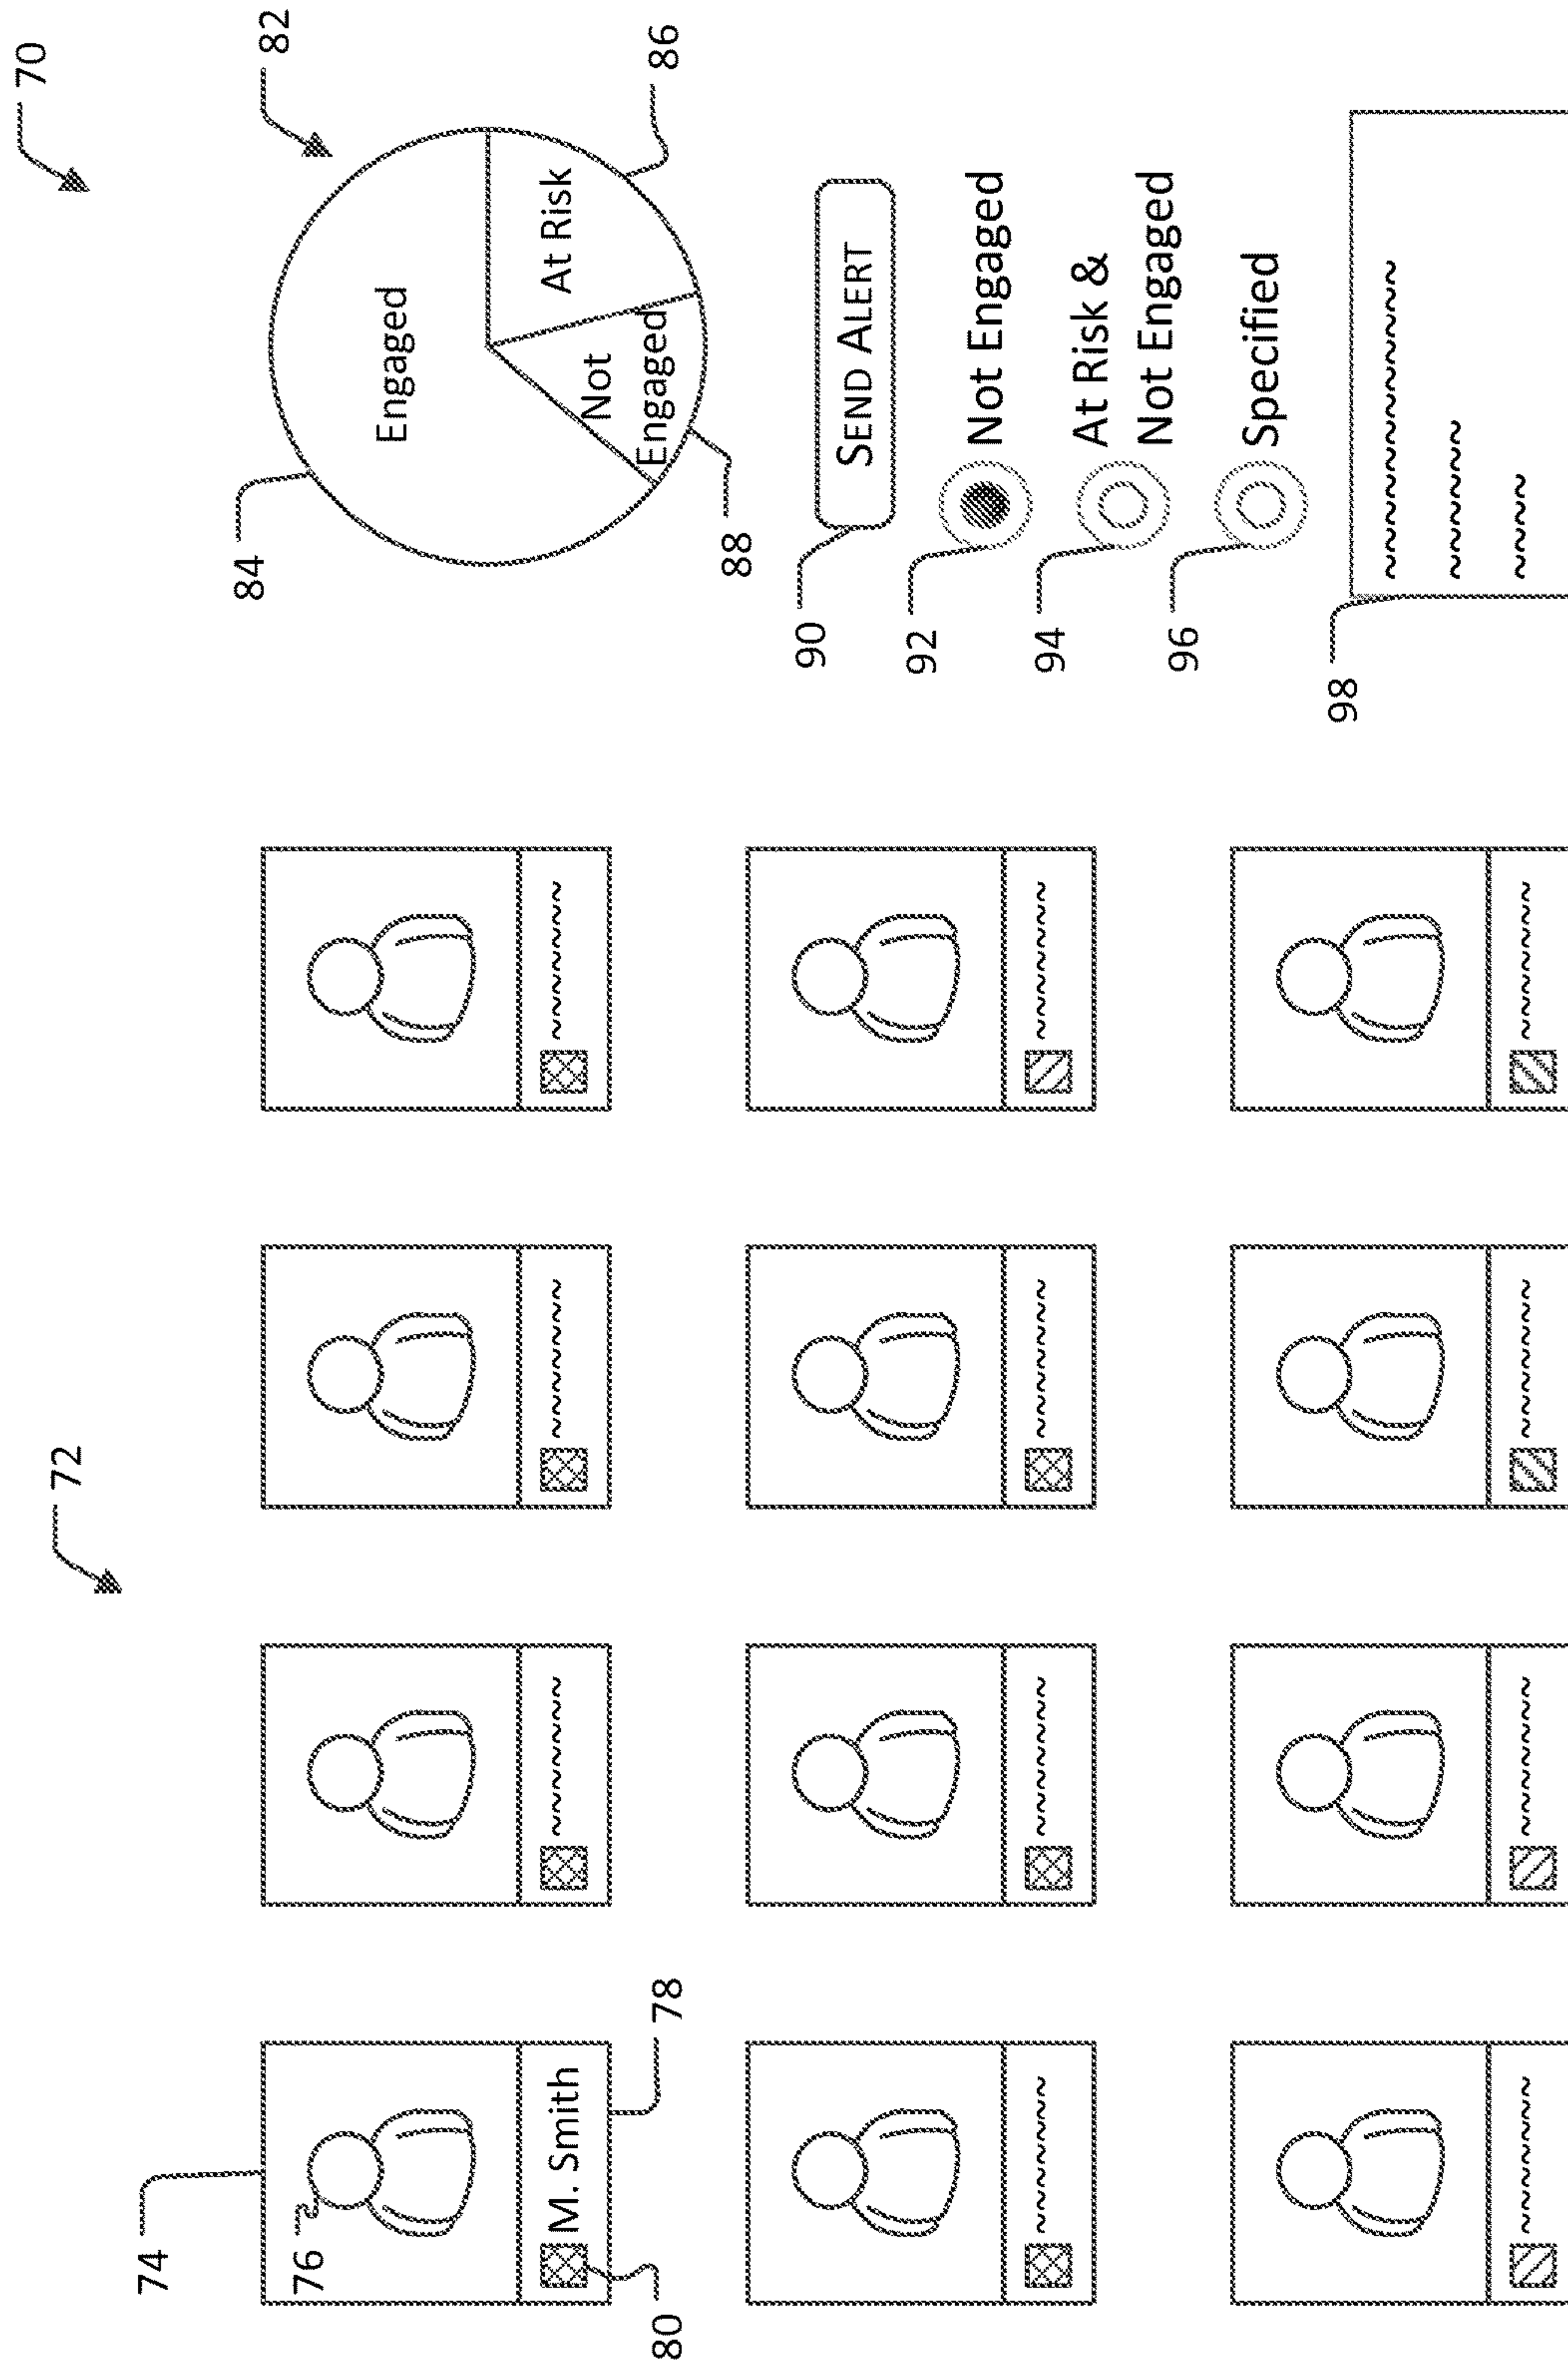 70
72
82
84
Engaged
86
At Risk
Not
Engaged
88
74
76
M. Smith
78
80
90
SEND ALERT
92
Not Engaged
94
At Risk &
Not Engaged
96
Specified
98